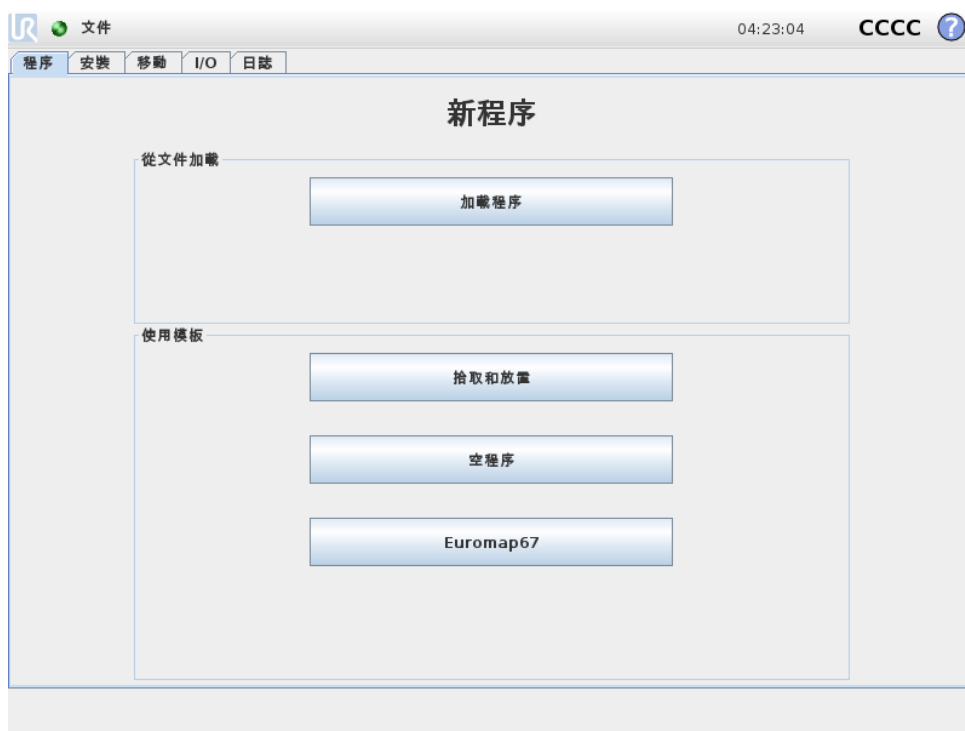 UR 文件 04:23:04 CCCC ?
程序 安裝 移動 I/O 日誌
新程序
從文件加載
加載程序
使用模板
拾取和放置
空程序
Euromap67